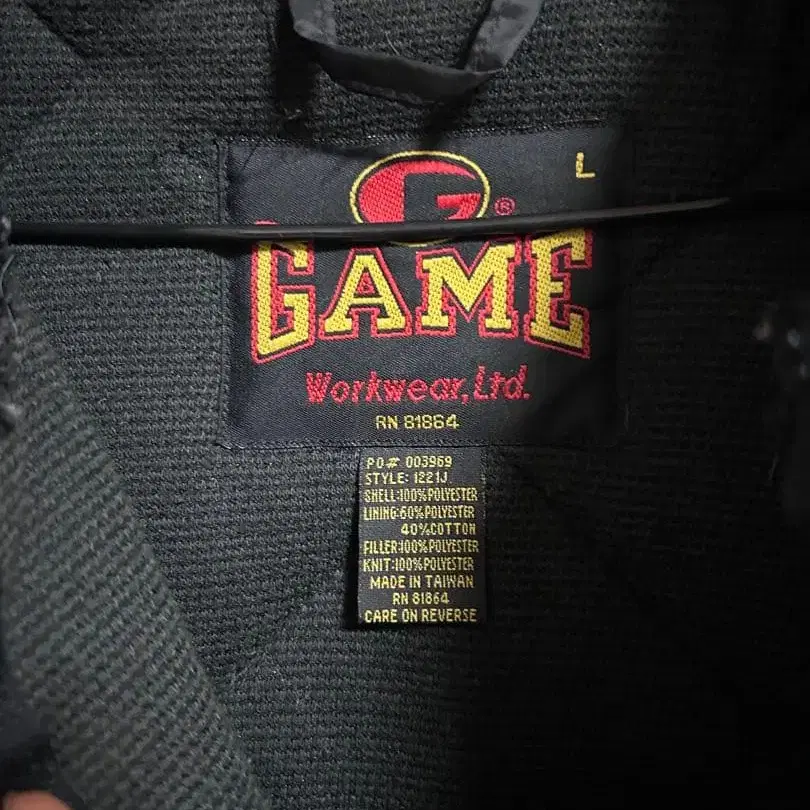 L
G®
GAME
Workwear, Ltd.
RN 81864
PO# 003969
STYLE: 1221J
SHELL:100%POLYESTER
LINING:60%POLYESTER
40%COTTON
FILLER:100%POLYESTER
KNIT:100%POLYESTER
MADE IN TAIWAN
RN 81864
CARE ON REVERSE